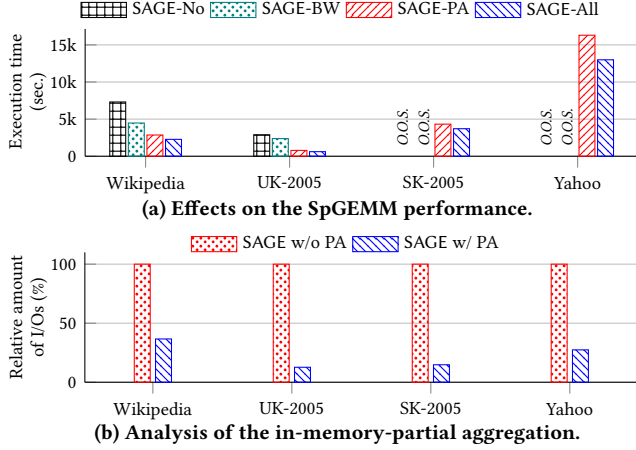 SAGE-No SAGE-BW SAGE-PA SAGE-All
Execution time
(sec.)
15k
10k
5k
0
O.O.S.
O.O.S.
O.O.S.
O.O.S.
Wikipedia UK-2005 SK-2005 Yahoo
(a) Effects on the SpGEMM performance.
SAGE w/o PA SAGE w/ PA
Relative amount
of I/Os (%)
100
50
0
Wikipedia UK-2005 SK-2005 Yahoo
(b) Analysis of the in-memory-partial aggregation.